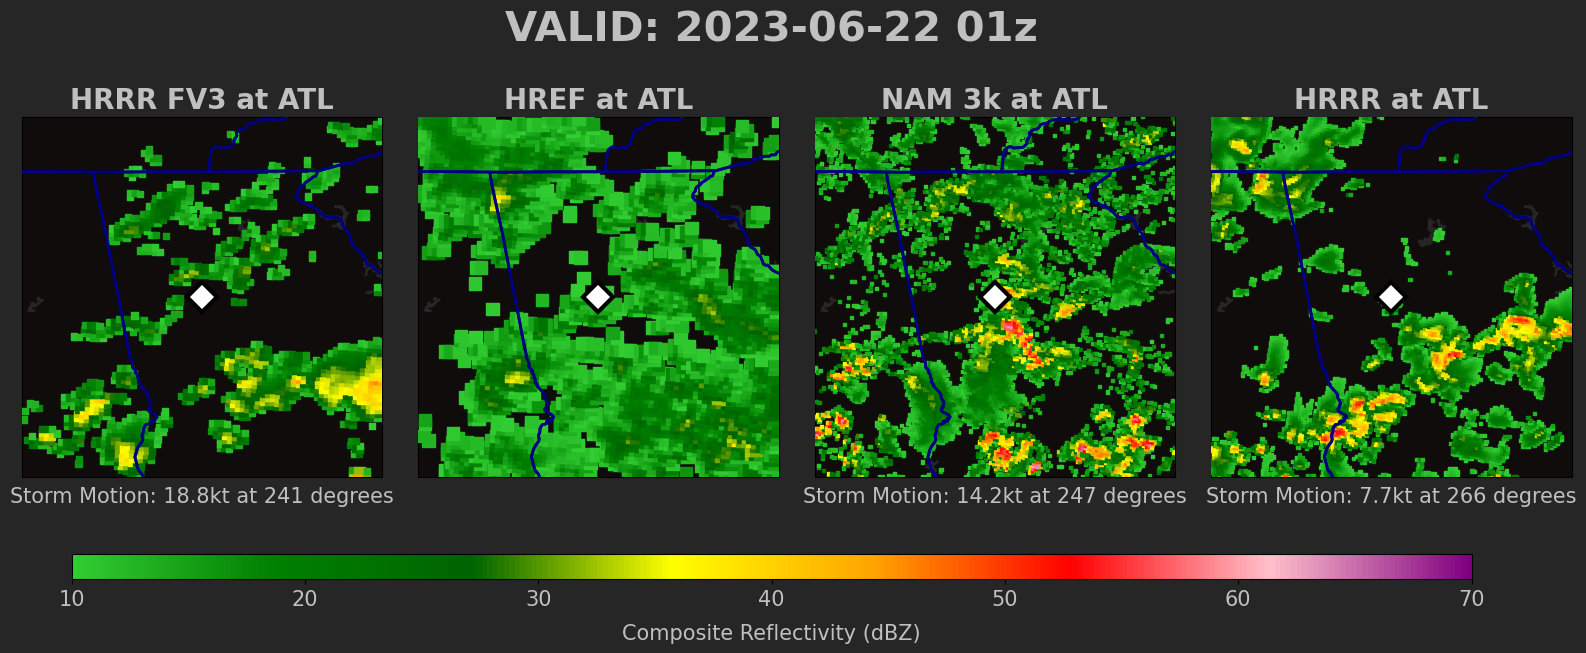 VALID: 2023-06-22 01z
HRRR FV3 at ATL
HREF at ATL
NAM 3k at ATL
HRRR at ATL
Storm Motion: 18.8kt at 241 degrees
Storm Motion: 14.2kt at 247 degrees
Storm Motion: 7.7kt at 266 degrees
10 20 30 40 50 60 70
Composite Reflectivity (dBZ)